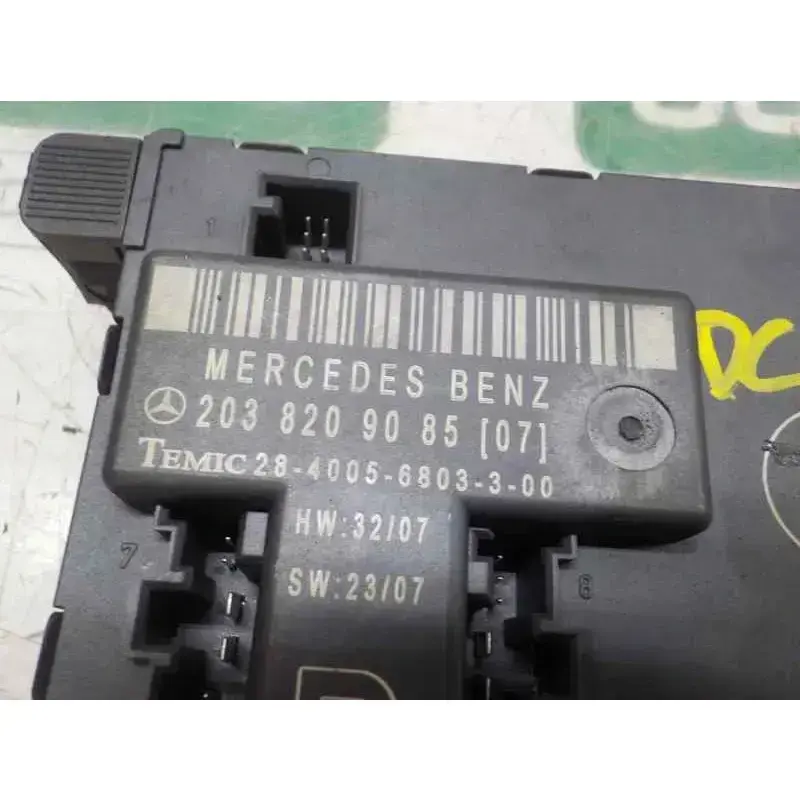 1
MERCEDES BENZ
203 820 90 85 [07]
TEMIC 28-4005-6803-3-00
HW:32/07
SW:23/07
7
8
DC